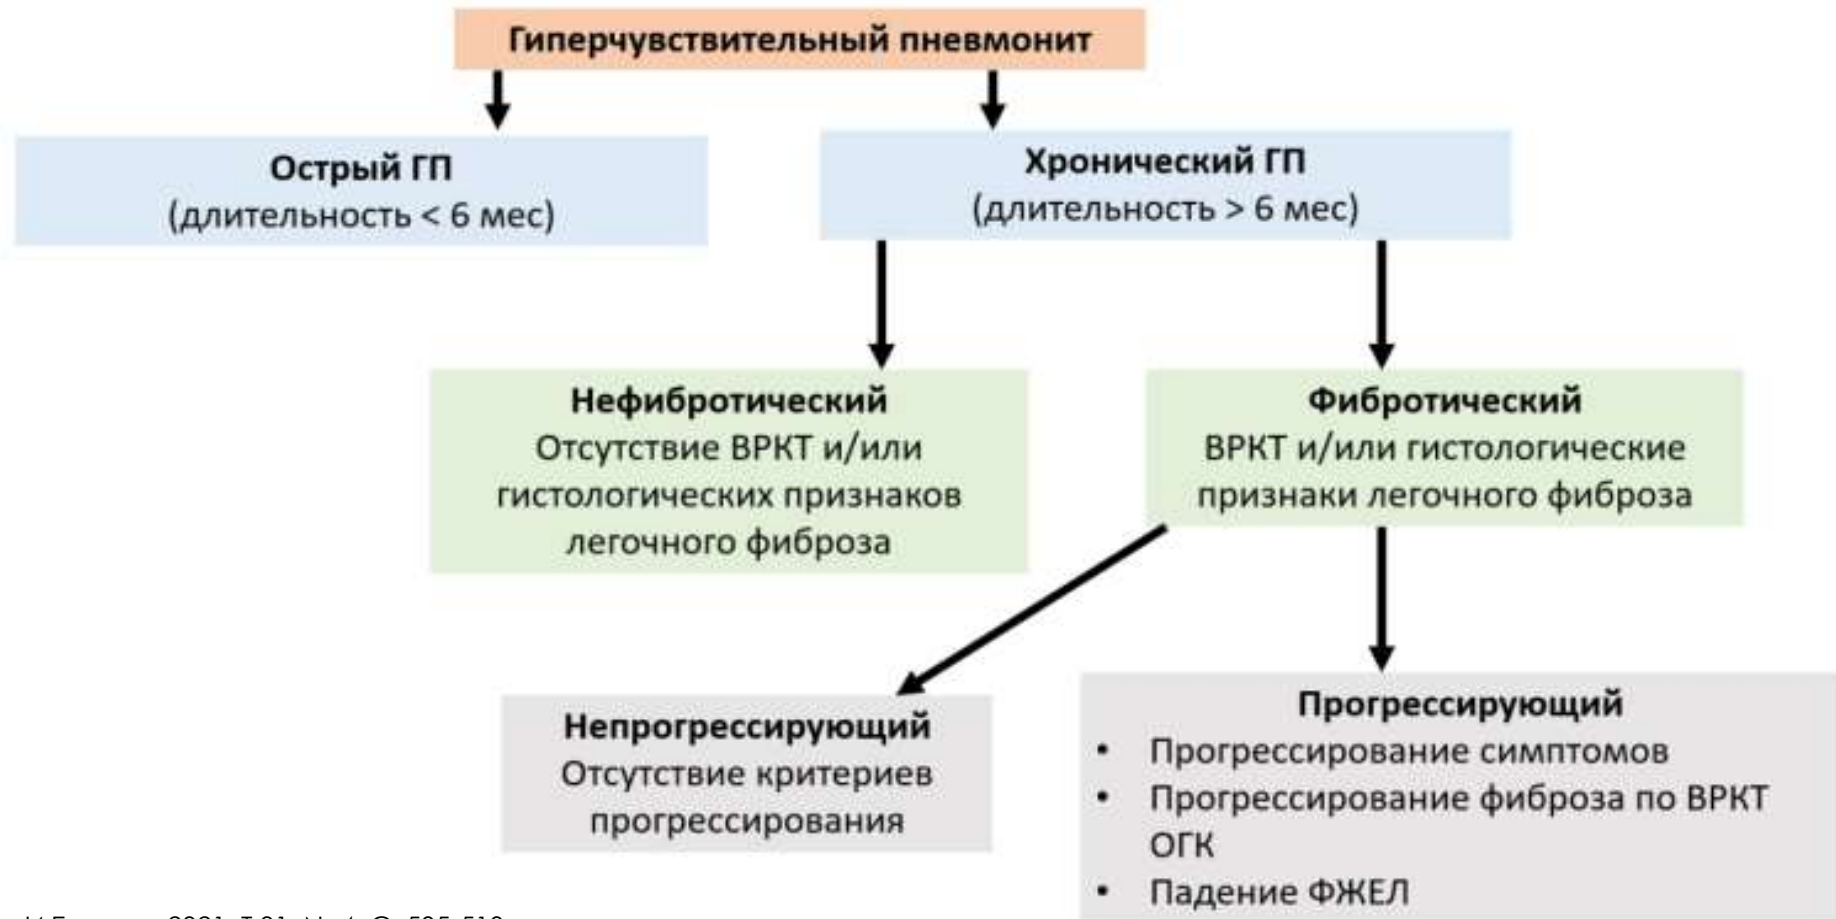 Гиперчувствительный пневмонит
Острый ГП
(длительность < 6 мес)
Хронический ГП
(длительность > 6 мес)
Нефибротический
Отсутствие ВРКТ и/или
гистологических признаков
легочного фиброза
Фибротический
ВРКТ и/или гистологические
признаки легочного фиброза
Непрогрессирующий
Отсутствие критериев
прогрессирования
Прогрессирующий
• Прогрессирование симптомов
• Прогрессирование фиброза по ВРКТ
ОГК
• Падение ФЖЕЛ